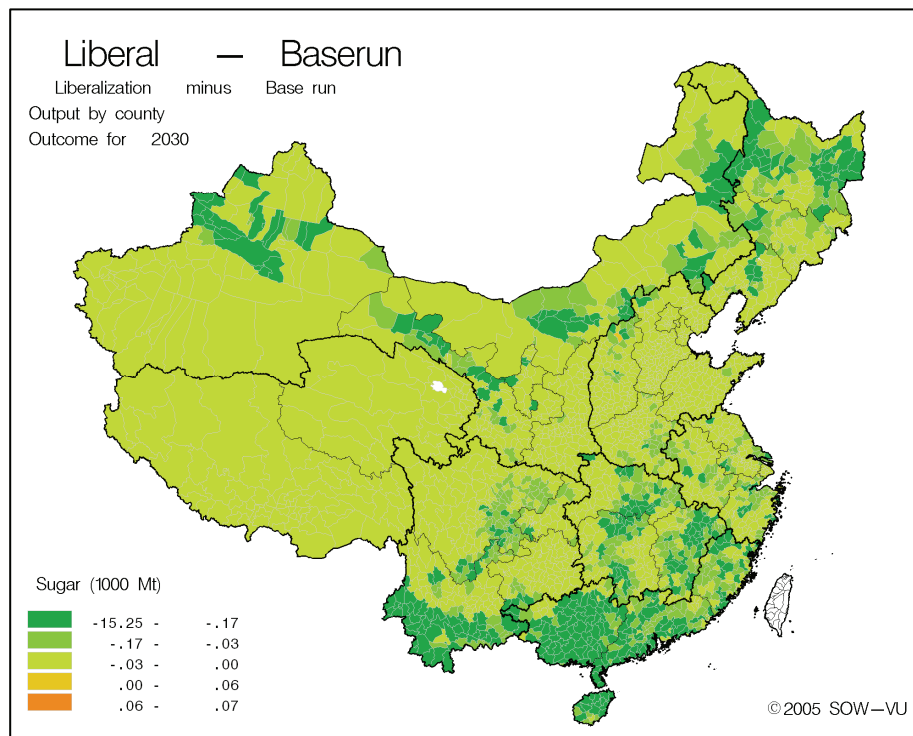 Liberal — Baserun
Liberalization minus Base run
Output by county
Outcome for 2030
Sugar (1000 Mt)
-15.25 - -.17
-.17 - -.03
-.03 - .00
.00 - .06
.06 - .07
©2005 SOW—VU